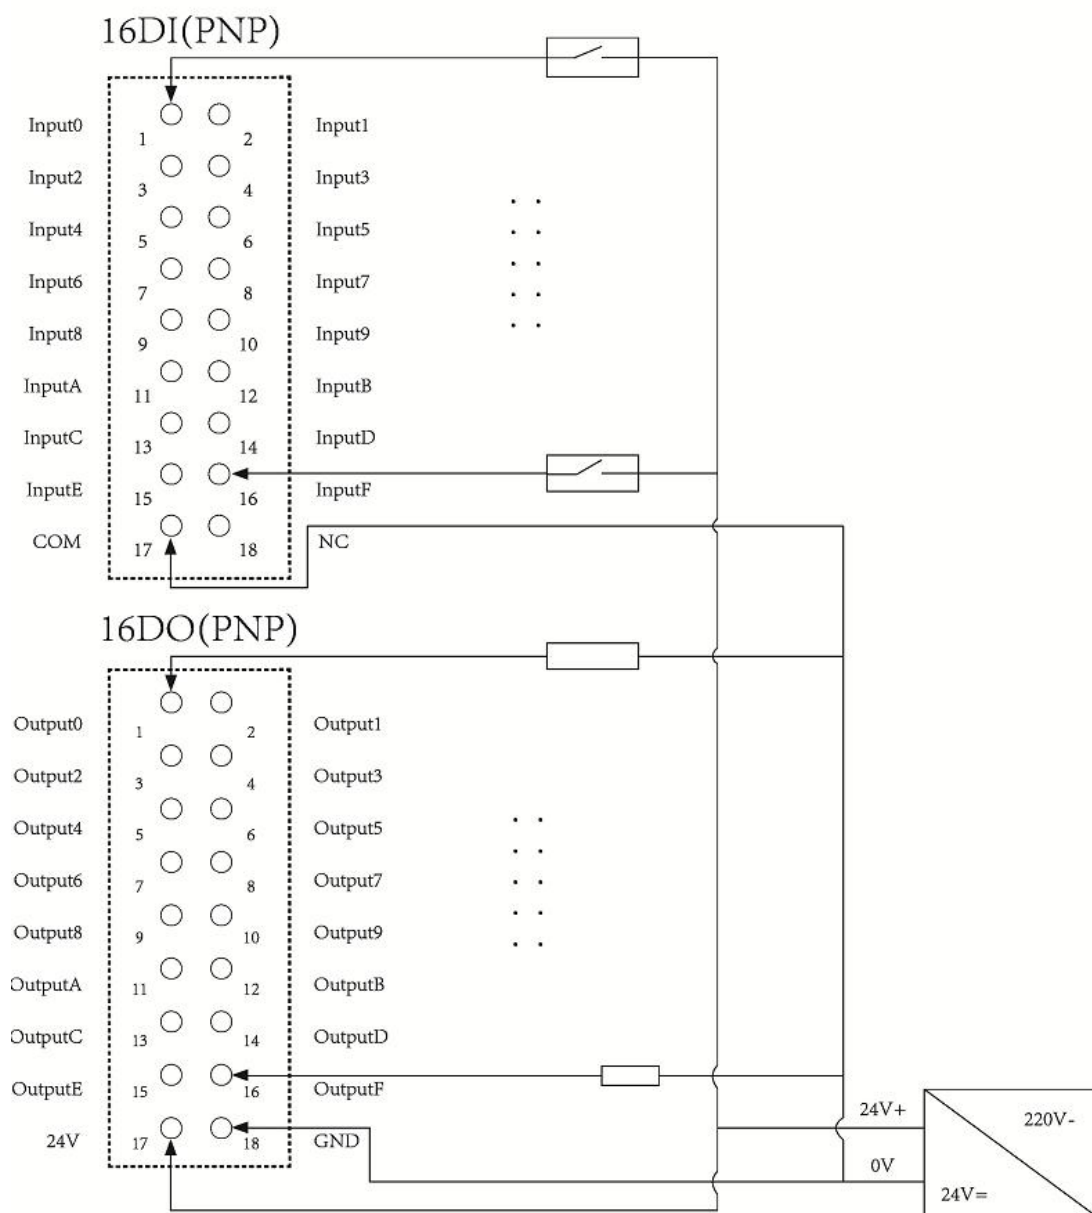 16DI(PNP)
Input0 1 2 Input1
Input2 3 4 Input3
Input4 5 6 Input5
Input6 7 8 Input7
Input8 9 10 Input9
InputA 11 12 InputB
InputC 13 14 InputD
InputE 15 16 InputF
COM 17 18 NC
16DO(PNP)
Output0 1 2 Output1
Output2 3 4 Output3
Output4 5 6 Output5
Output6 7 8 Output7
Output8 9 10 Output9
OutputA 11 12 OutputB
OutputC 13 14 OutputD
OutputE 15 16 OutputF
24V 17 18 GND
24V+
220V-
0V
24V=